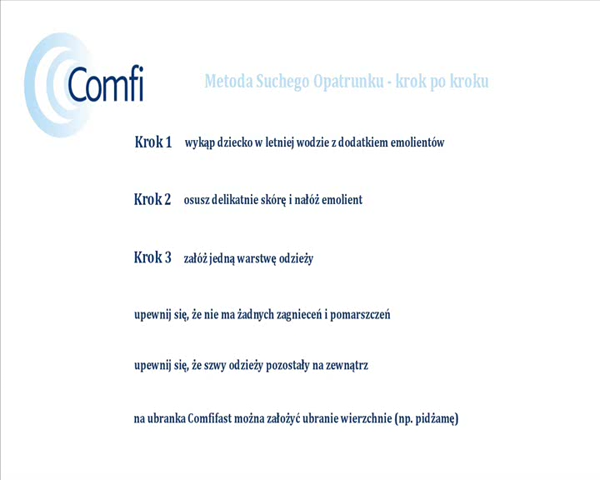 Comfi
Metoda Suchego Opatrunku - krok po kroku
Krok 1 wykąp dziecko w letniej wodzie z dodatkiem emolientów
Krok 2 osusz delikatnie skórę i nałóż emolient
Krok 3 załóż jedną warstwę odzieży
upewnij się, że nie ma żadnych zagnieceń i pomarszczeń
upewnij się, że szwy odzieży pozostały na zewnątrz
na ubranka Comfifast można założyć ubranie wierzchnie (np. pidżamę)